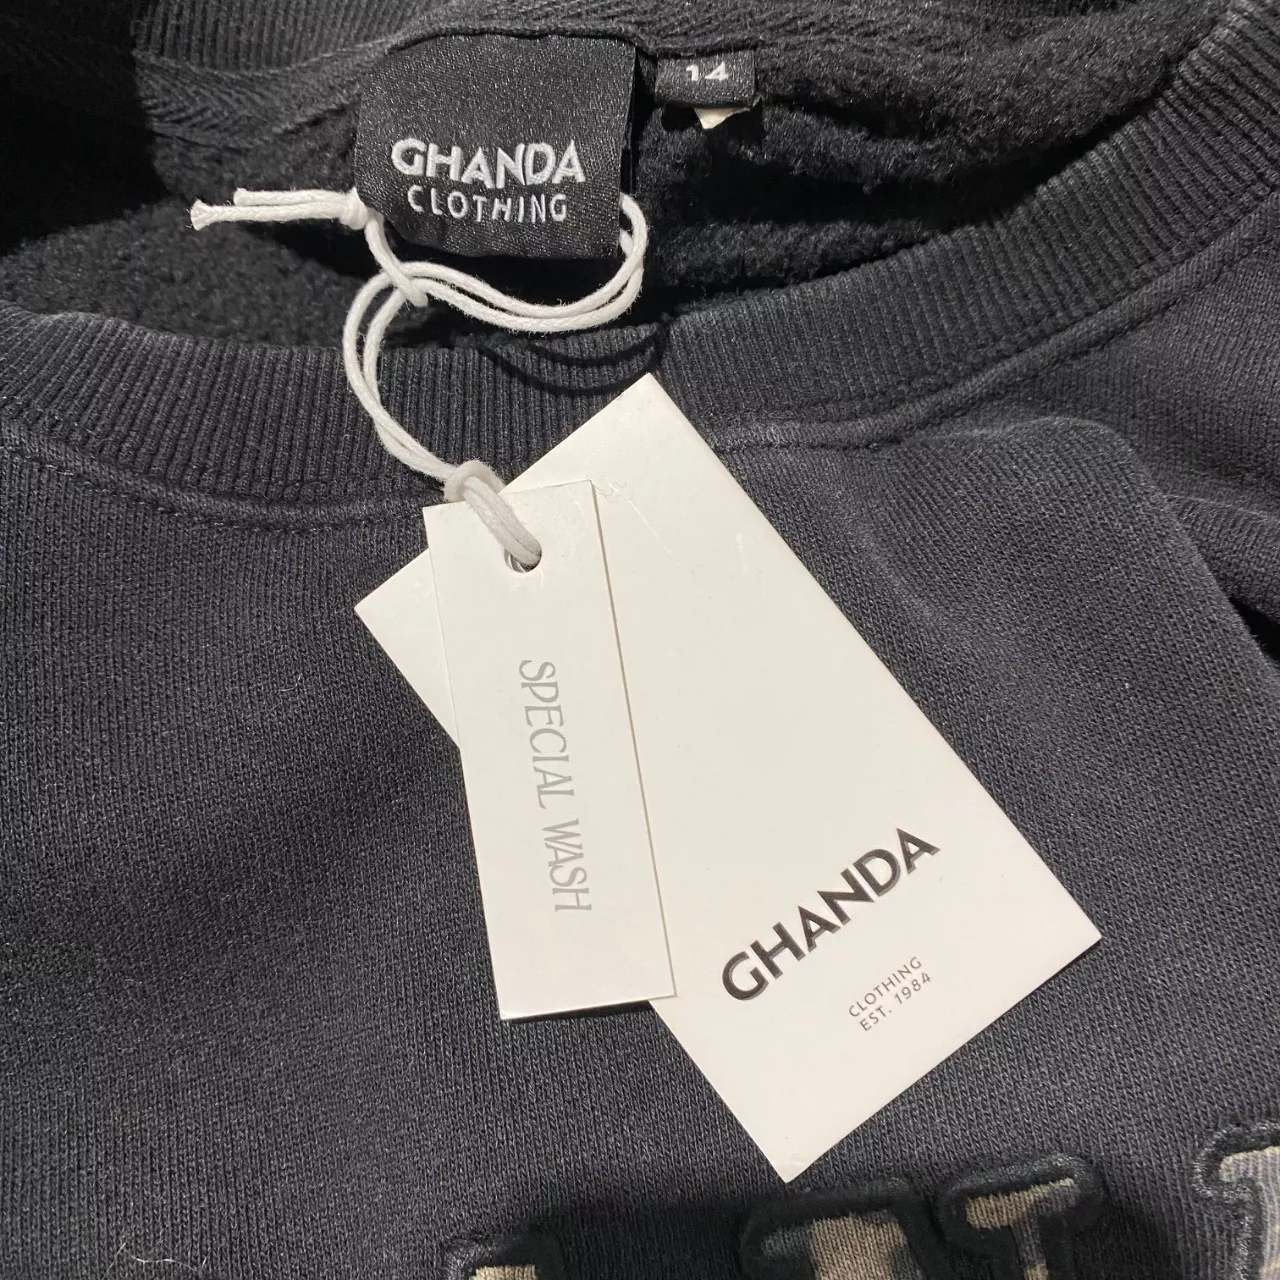 GHANDA
CLOTHING
14
SPECIAL WASH
GHANDA
CLOTHING
EST. 1984